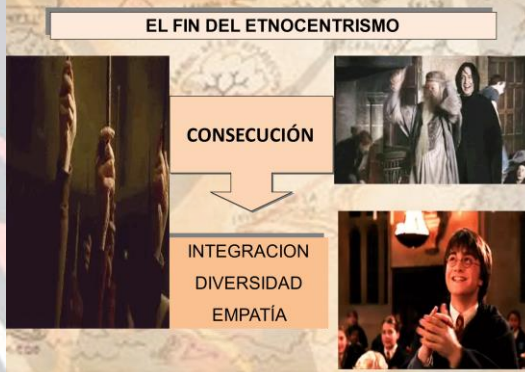 EL FIN DEL ETNOCENTRISMO
CONSECUCIÓN
INTEGRACION
DIVERSIDAD
EMPATÍA